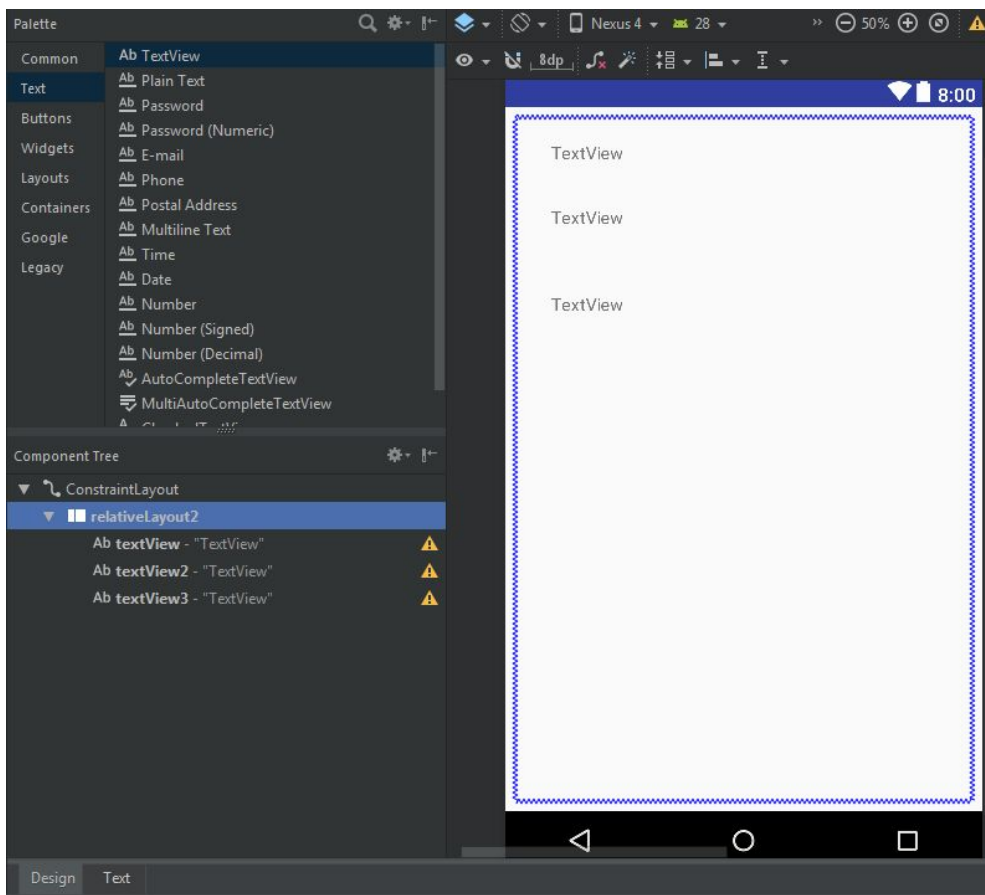 Palette
Nexus 4
28
50%
Common
Text
Buttons
Widgets
Layouts
Containers
Google
Legacy
Ab TextView
Ab Plain Text
Ab Password
Ab Password (Numeric)
Ab E-mail
Ab Phone
Ab Postal Address
Ab Multiline Text
Ab Time
Ab Date
Ab Number
Ab Number (Signed)
Ab Number (Decimal)
Ab AutoCompleteTextView
MultiAutoCompleteTextView
8dp
8:00
TextView
TextView
TextView
Component Tree
ConstraintLayout
relativeLayout2
Ab textView - "TextView"
Ab textView2 - "TextView"
Ab textView3 - "TextView"
Design Text